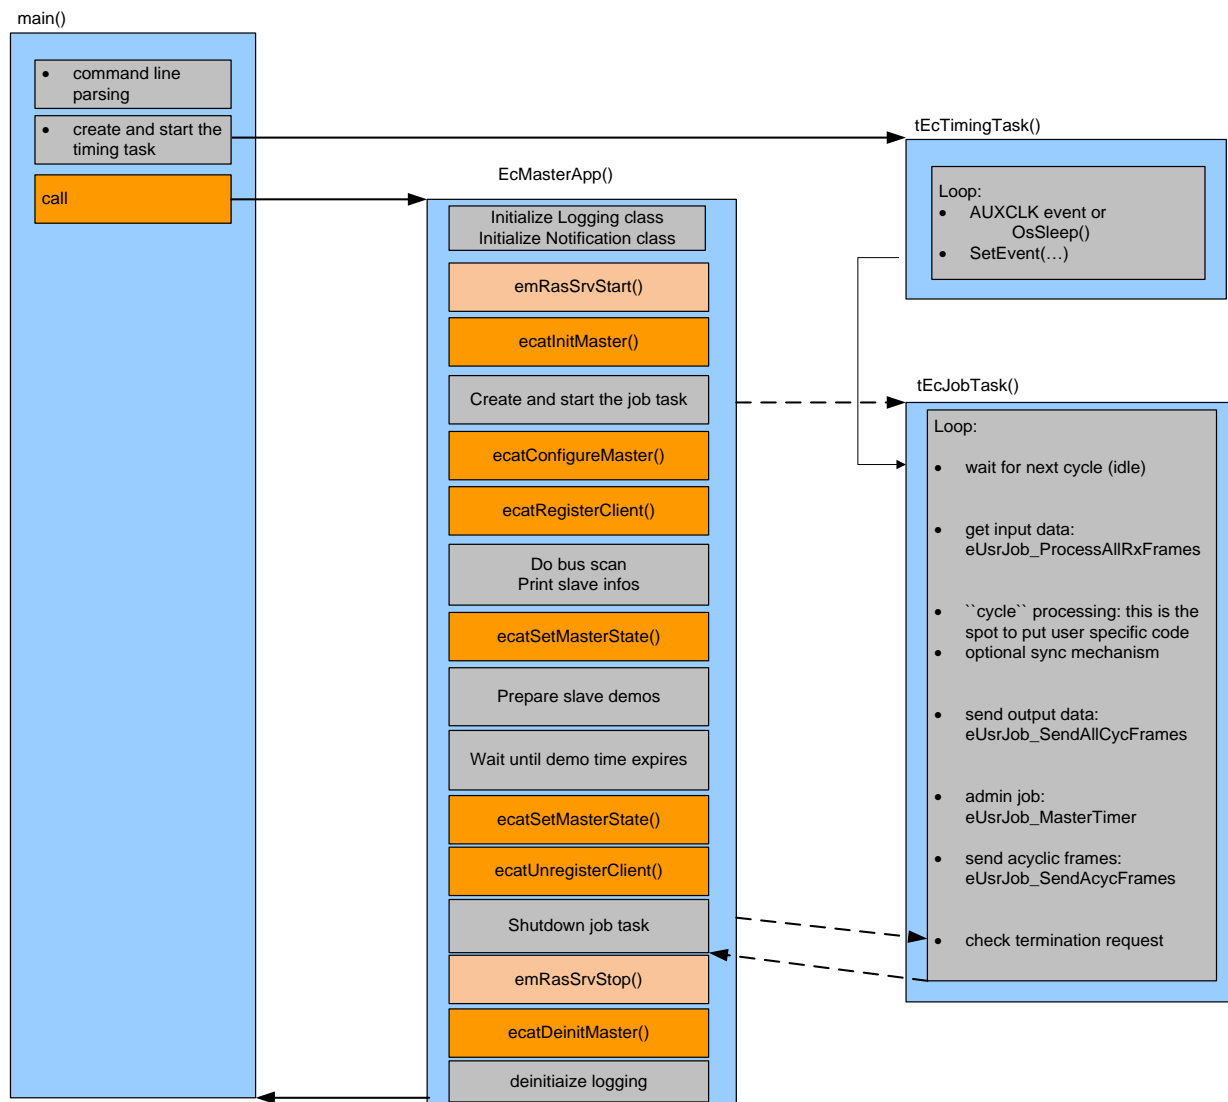 main()
• command line
parsing
• create and start the
timing task
call
EcMasterApp()
Initialize Logging class
Initialize Notification class
emRasSrvStart()
ecatInitMaster()
Create and start the job task
ecatConfigureMaster()
ecatRegisterClient()
Do bus scan
Print slave infos
ecatSetMasterState()
Prepare slave demos
Wait until demo time expires
ecatSetMasterState()
ecatUnregisterClient()
Shutdown job task
emRasSrvStop()
ecatDeinitMaster()
deinitiaize logging
tEcTimingTask()
Loop:
• AUXCLK event or
OsSleep()
• SetEvent(…)
tEcJobTask()
Loop:
• wait for next cycle (idle)
• get input data:
eUsrJob_ProcessAllRxFrames
• ``cycle`` processing: this is the
spot to put user specific code
• optional sync mechanism
• send output data:
eUsrJob_SendAllCycFrames
• admin job:
eUsrJob_MasterTimer
• send acyclic frames:
eUsrJob_SendAcycFrames
• check termination request